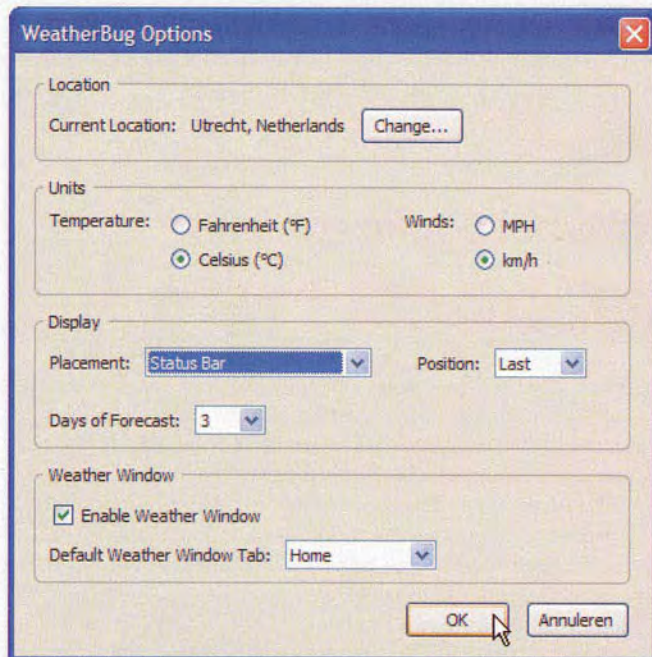 WeatherBug Options
Location
Current Location: Utrecht, Netherlands Change...
Units
Temperature: Fahrenheit (°F) Winds: MPH
Celsius (°C) km/h
Display
Placement: Status Bar Position: Last
Days of Forecast: 3
Weather Window
Enable Weather Window
Default Weather Window Tab: Home
OK Annuleren